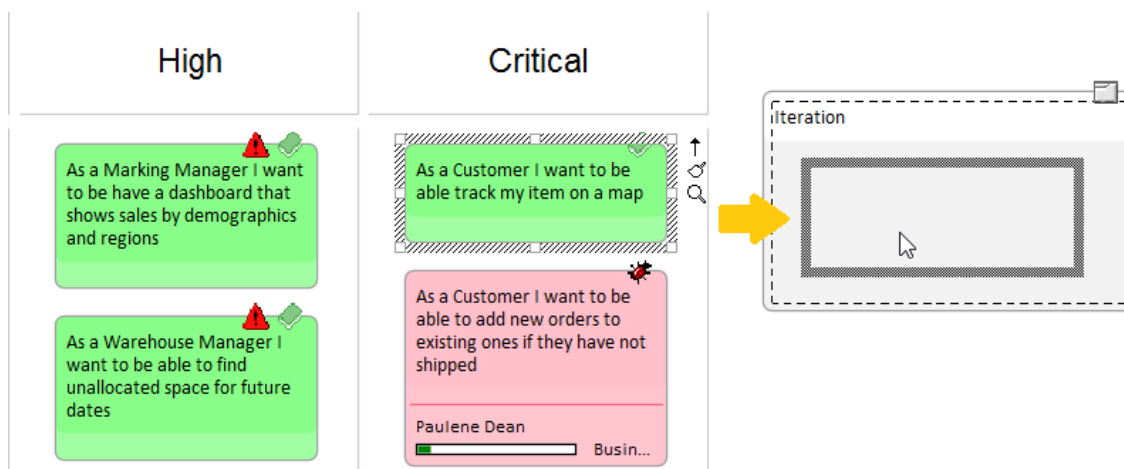 High
As a Marking Manager I want
to be have a dashboard that
shows sales by demographics
and regions
As a Warehouse Manager I
want to be able to find
unallocated space for future
dates
Critical
As a Customer I want to be
able track my item on a map
As a Customer I want to be
able to add new orders to
existing ones if they have not
shipped
Paulene Dean
Busin...
Iteration